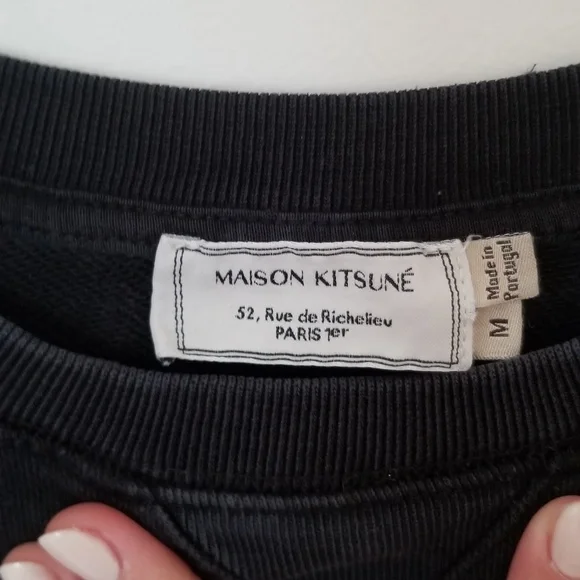 MAISON KITSUNÉ
52, Rue de Richelieu
PARIS 1er
Made in
Portugal
M